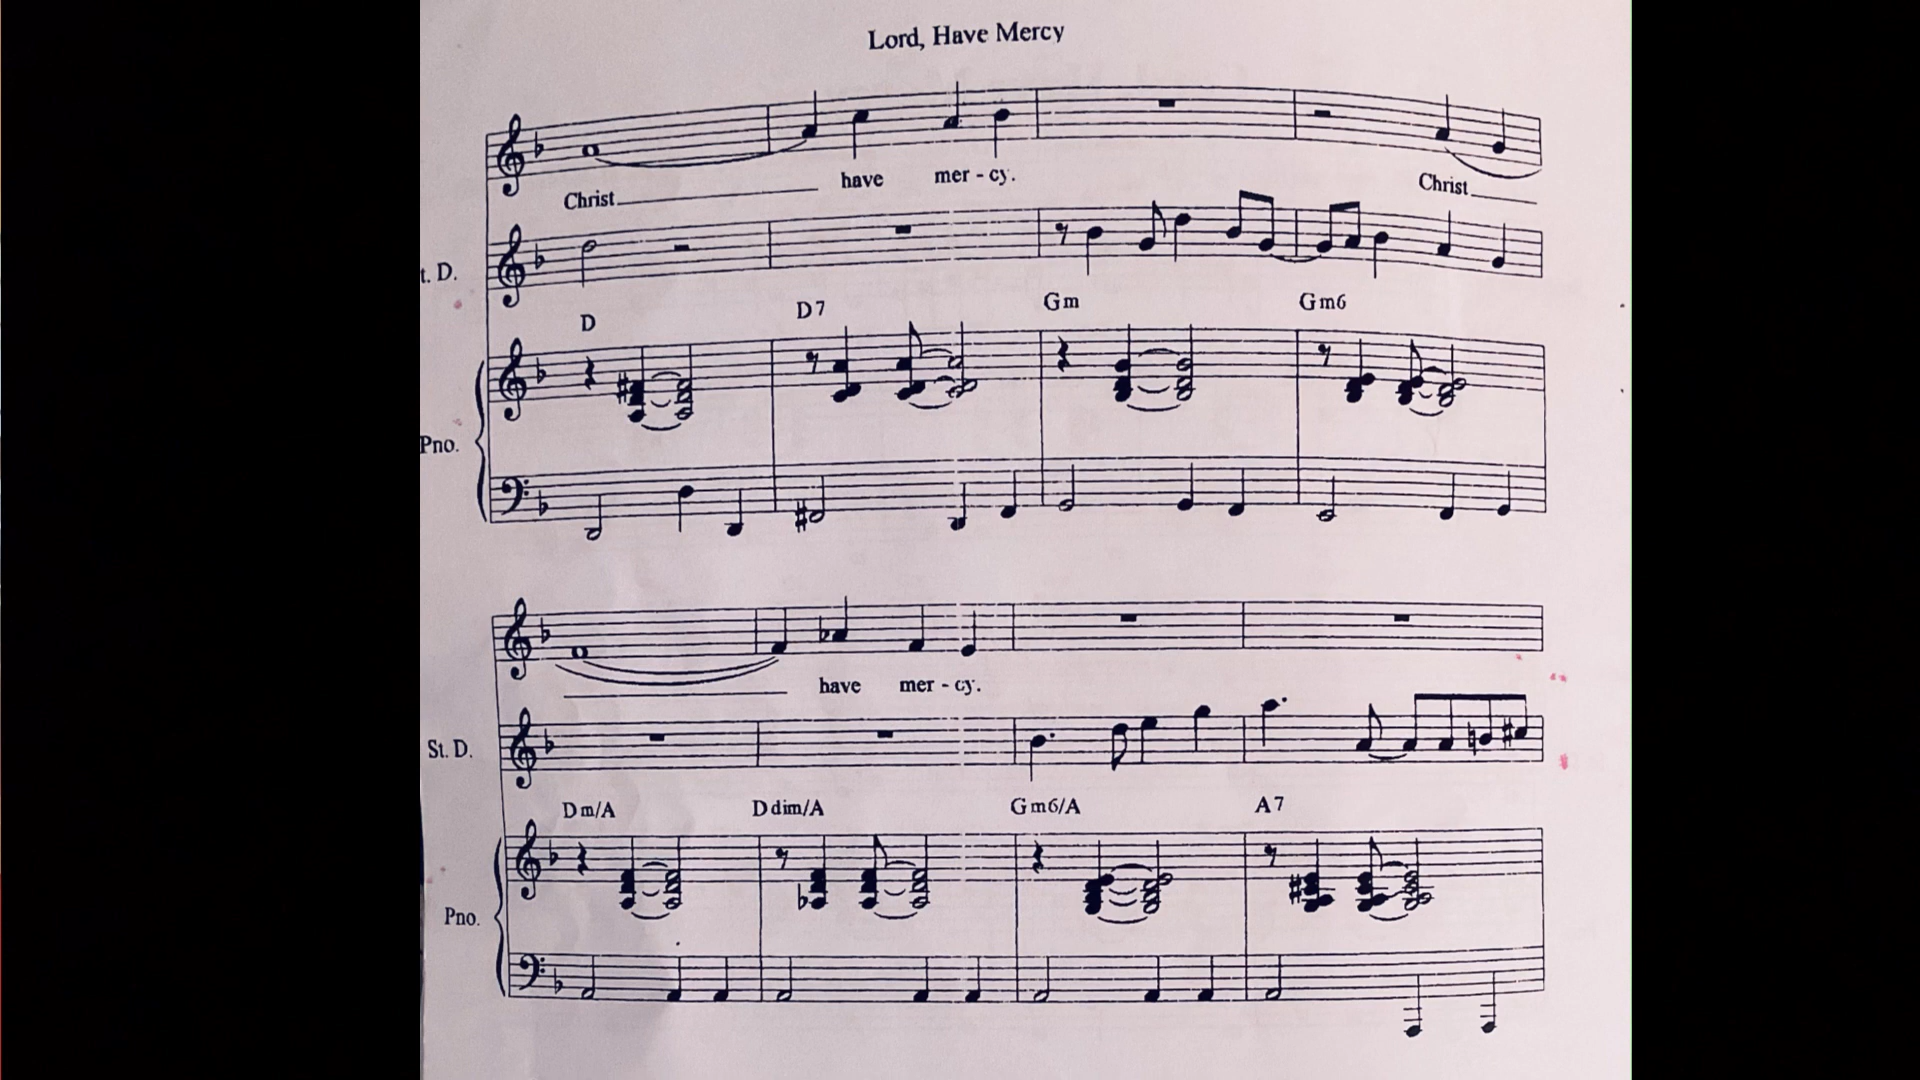 Lord, Have Mercy
Christ have mer - cy. Christ
t. D.
D D7 Gm Gm6
Pno.
have mer - cy.
St. D.
Dm/A Ddim/A Gm6/A A7
Pno.